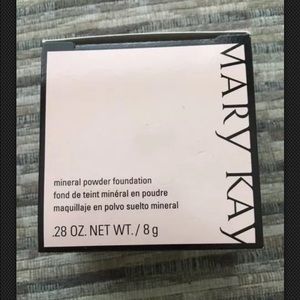 MARY KAY
mineral powder foundation
fond de teint minéral en poudre
maquillaje en polvo suelto mineral
.28 OZ. NET WT./8 g